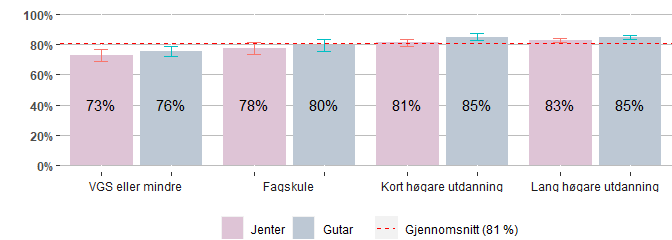 100%
80%
60%
40%
20%
0%
73% 76% 78% 80% 81% 85% 83% 85%
VGS eller mindre Fagskule Kort høgare utdanning Lang høgare utdanning
Jenter Gutar Gjennomsnitt (81 %)